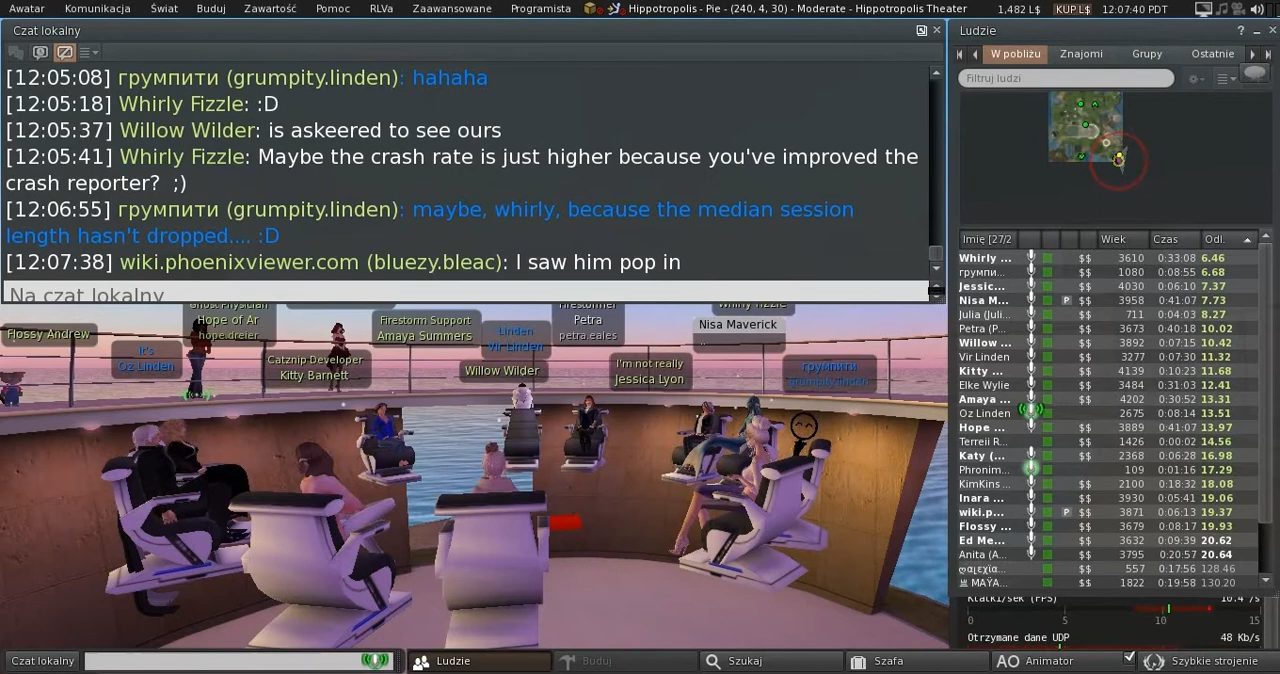 Awatar Komunikacja Świat Buduj Zawartość Pomoc RLVa Zaawansowane Programista Hippotropolis - Pie - (240, 4, 30) - Moderate - Hippotropolis Theater 1,482 L$ KUP L$ 12:07:40 PDT
Czat lokalny
[12:05:08] грумпити (grumpity.linden): hahaha
[12:05:18] Whirly Fizzle: :D
[12:05:37] Willow Wilder: is askeered to see ours
[12:05:41] Whirly Fizzle: Maybe the crash rate is just higher because you've improved the
crash reporter? ;)
[12:06:55] грумпити (grumpity.linden): maybe, whirly, because the median session
length hasn't dropped.... :D
[12:07:38] wiki.phoenixviewer.com (bluezy.bleac): I saw him pop in
Na czat lokalny
Ludzie
W pobliżu Znajomi Grupy Ostatnie
Filtruj ludzi
Imię [27/2 Wiek Czas Odl.
Whirly ... $$ 3610 0:33:08 6.46
грумпи... $$ 1080 0:08:55 6.68
Jessic... $$ 4030 0:06:10 7.37
Nisa M... P $$ 3958 0:41:07 7.73
Julia (Juli... $$ 711 0:04:03 8.27
Petra (P... $$ 3673 0:40:18 10.02
Willow ... $$ 3892 0:07:15 10.42
Vir Linden 3277 0:07:30 11.32
Kitty ... $$ 4139 0:10:23 11.68
Elke Wylie $$ 3484 0:31:03 12.41
Amaya ... $$ 4202 0:30:52 13.31
Oz Linden 2675 0:08:14 13.51
Hope ... $$ 3889 0:41:07 13.97
Terreii R... $$ 1426 0:00:02 14.56
Katy (... $$ 2368 0:06:28 16.98
Phronim... 109 0:01:16 17.29
KimKins ... $$ 2100 0:18:32 18.08
Inara ... $$ 3930 0:05:41 19.06
wiki.p... P $$ 3871 0:06:13 19.37
Flossy ... $$ 3679 0:08:17 19.93
Ed Me... $$ 3632 0:09:39 20.62
Anita (A... $$ 3795 0:20:57 20.64
$$ 557 0:17:56 128.46
MAYA... $$ 1822 0:19:58 130.20
Klatki/sek (FPS) 10.4 /s
0 5 10 15
Otrzymane dane UDP 48 Kb/s
Ghost Physician
Hope of Ar
hope.dreier
Flossy Andrew
It's
Oz Linden
Catznip Developer
Kitty Barnett
Firestorm Support
Amaya Summers
Linden
Vir Linden
Willow Wilder
Firestormer
Petra
petra.eales
I'm not really
Jessica Lyon
Whirly Fizzle
Nisa Maverick
грумпити
grumpity.linden
Czat lokalny Ludzie Buduj Szukaj Szafa AO Animator Szybkie strojenie